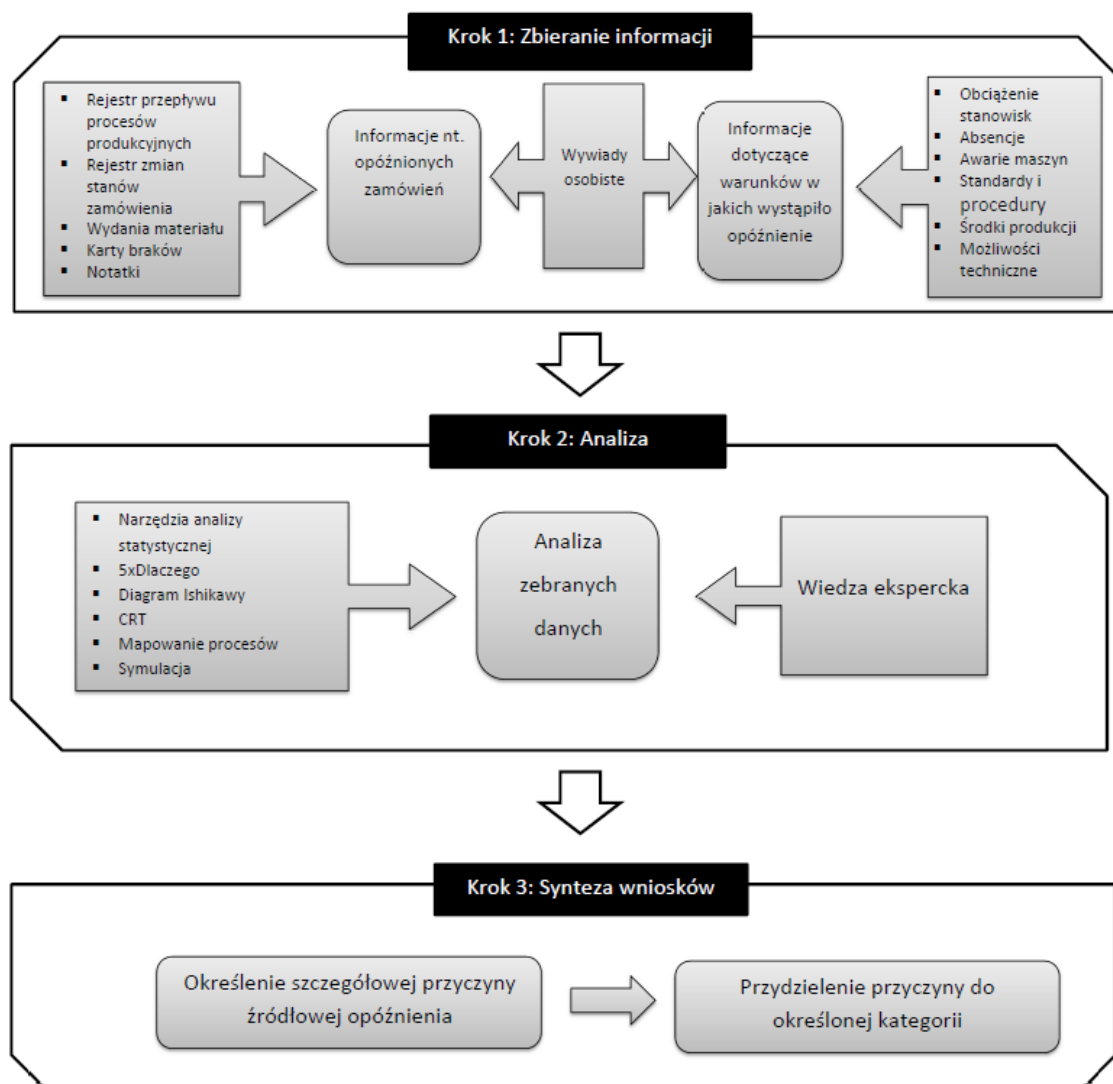 Krok 1: Zbieranie informacji
▪ Rejestr przepływu
procesów
produkcyjnych
▪ Rejestr zmian
stanów
zamówienia
▪ Wydania materiału
▪ Karty braków
▪ Notatki
Informacje nt.
opóźnionych
zamówień
Wywiady
osobiste
Informacje
dotyczące
warunków w
jakich wystąpiło
opóźnienie
▪ Obciążenie
stanowisk
▪ Absencje
▪ Awarie maszyn
▪ Standardy i
procedury
▪ Środki produkcji
▪ Możliwości
techniczne
Krok 2: Analiza
▪ Narzędzia analizy
statystycznej
▪ 5xDlaczego
▪ Diagram Ishikawy
▪ CRT
▪ Mapowanie procesów
▪ Symulacja
Analiza
zebranych
danych
Wiedza ekspercka
Krok 3: Synteza wniosków
Określenie szczegółowej przyczyny
źródłowej opóźnienia
Przydzielenie przyczyny do
określonej kategorii